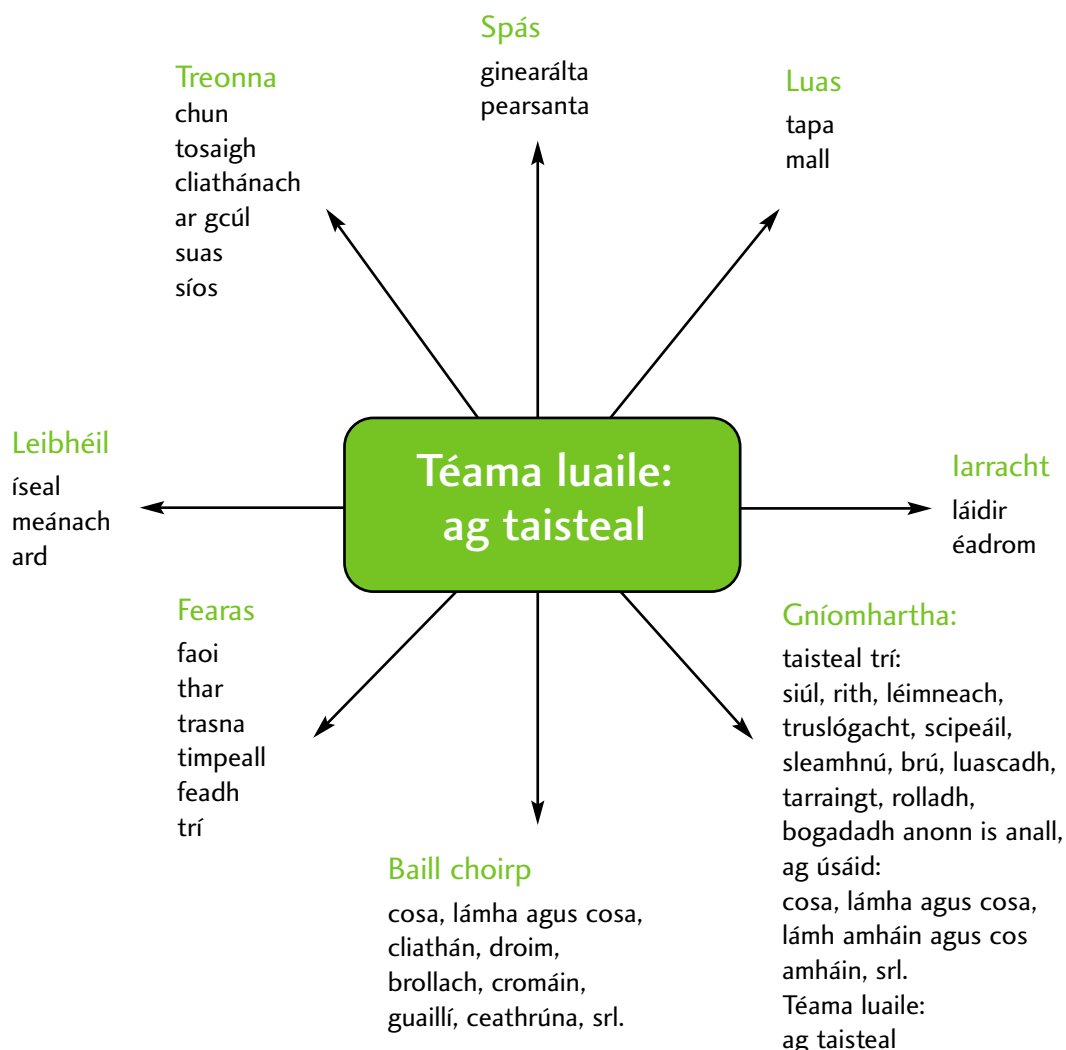 Spás
ginearálta
pearsanta
Treonna
chun
tosaigh
cliathánach
ar gcúl
suas
síos
Luas
tapa
mall
Leibhéil
íseal
meánach
ard
Téama luaile:
ag taisteal
Iarracht
láidir
éadrom
Fearas
faoi
thar
trasna
timpeall
feadh
trí
Gníomhartha:
taisteal trí:
siúl, rith, léimneach,
truslógacht, scipeáil,
sleamhnú, brú, luascadh,
tarraingt, rolladh,
bogadadh anonn is anall,
ag úsáid:
cosa, lámha agus cosa,
lámh amháin agus cos
amháin, srl.
Téama luaile:
ag taisteal
Baill choirp
cosa, lámha agus cosa,
cliathán, droim,
brollach, cromáin,
guaillí, ceathrúna, srl.